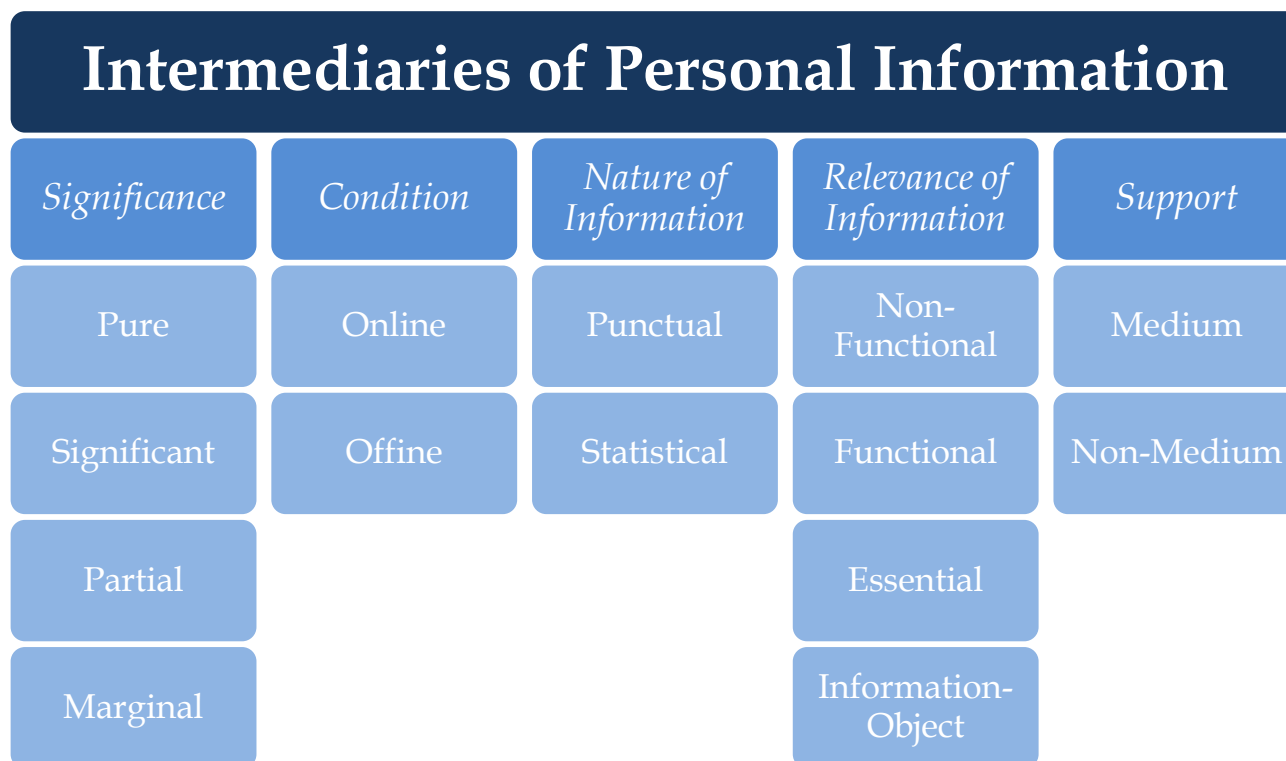 Intermediaries of Personal Information
Significance
Condition
Nature of
Information
Relevance of
Information
Support
Pure
Online
Punctual
Non-
Functional
Medium
Significant
Offine
Statistical
Functional
Non-Medium
Partial
Essential
Marginal
Information-
Object